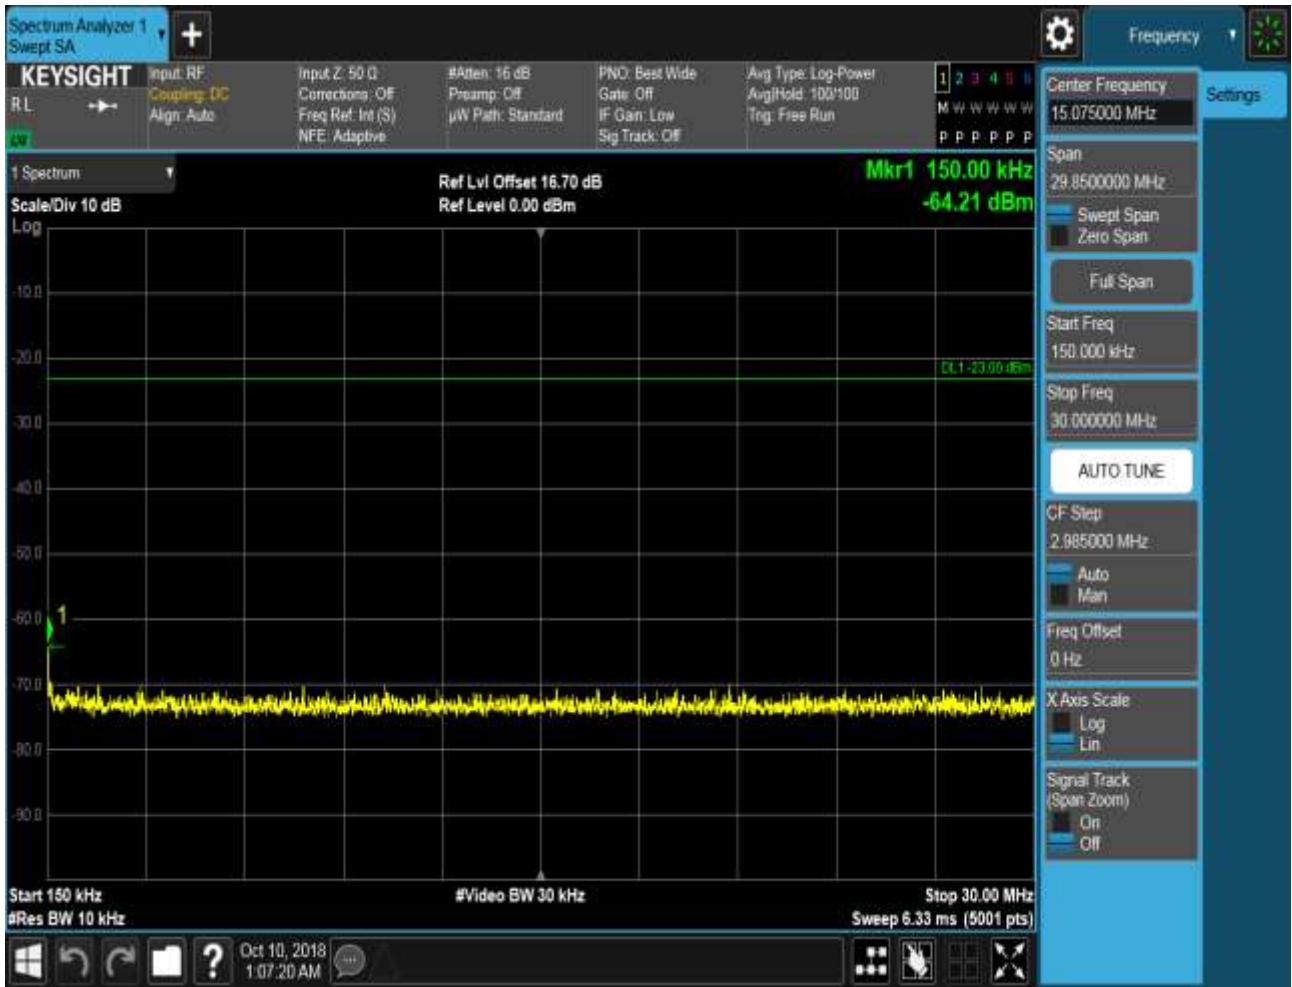 Spectrum Analyzer 1
Swept SA
+
Frequency
KEYSIGHT
RL
LXI
Input: RF
Coupling: DC
Align: Auto
Input Z: 50 Ω
Corrections: Off
Freq Ref: Int (S)
NFE: Adaptive
#Atten: 16 dB
Preamp: Off
µW Path: Standard
PNO: Best Wide
Gate: Off
IF Gain: Low
Sig Track: Off
Avg Type: Log-Power
Avg|Hold: 100/100
Trig: Free Run
1 2 3 4 5 6
M W W W W W
P P P P P P
1 Spectrum
Scale/Div 10 dB
Ref Lvl Offset 16.70 dB
Ref Level 0.00 dBm
Mkr1 150.00 kHz
-64.21 dBm
Log
-10.0
-20.0
DL1 -23.00 dBm
-30.0
-40.0
-50.0
-60.0
1
-70.0
-80.0
-90.0
Start 150 kHz
#Video BW 30 kHz
Stop 30.00 MHz
#Res BW 10 kHz
Sweep 6.33 ms (5001 pts)
Center Frequency
15.075000 MHz
Settings
Span
29.8500000 MHz
Swept Span
Zero Span
Full Span
Start Freq
150.000 kHz
Stop Freq
30.000000 MHz
AUTO TUNE
CF Step
2.985000 MHz
Auto
Man
Freq Offset
0 Hz
X Axis Scale
Log
Lin
Signal Track
(Span Zoom)
On
Off
?
Oct 10, 2018
1:07:20 AM